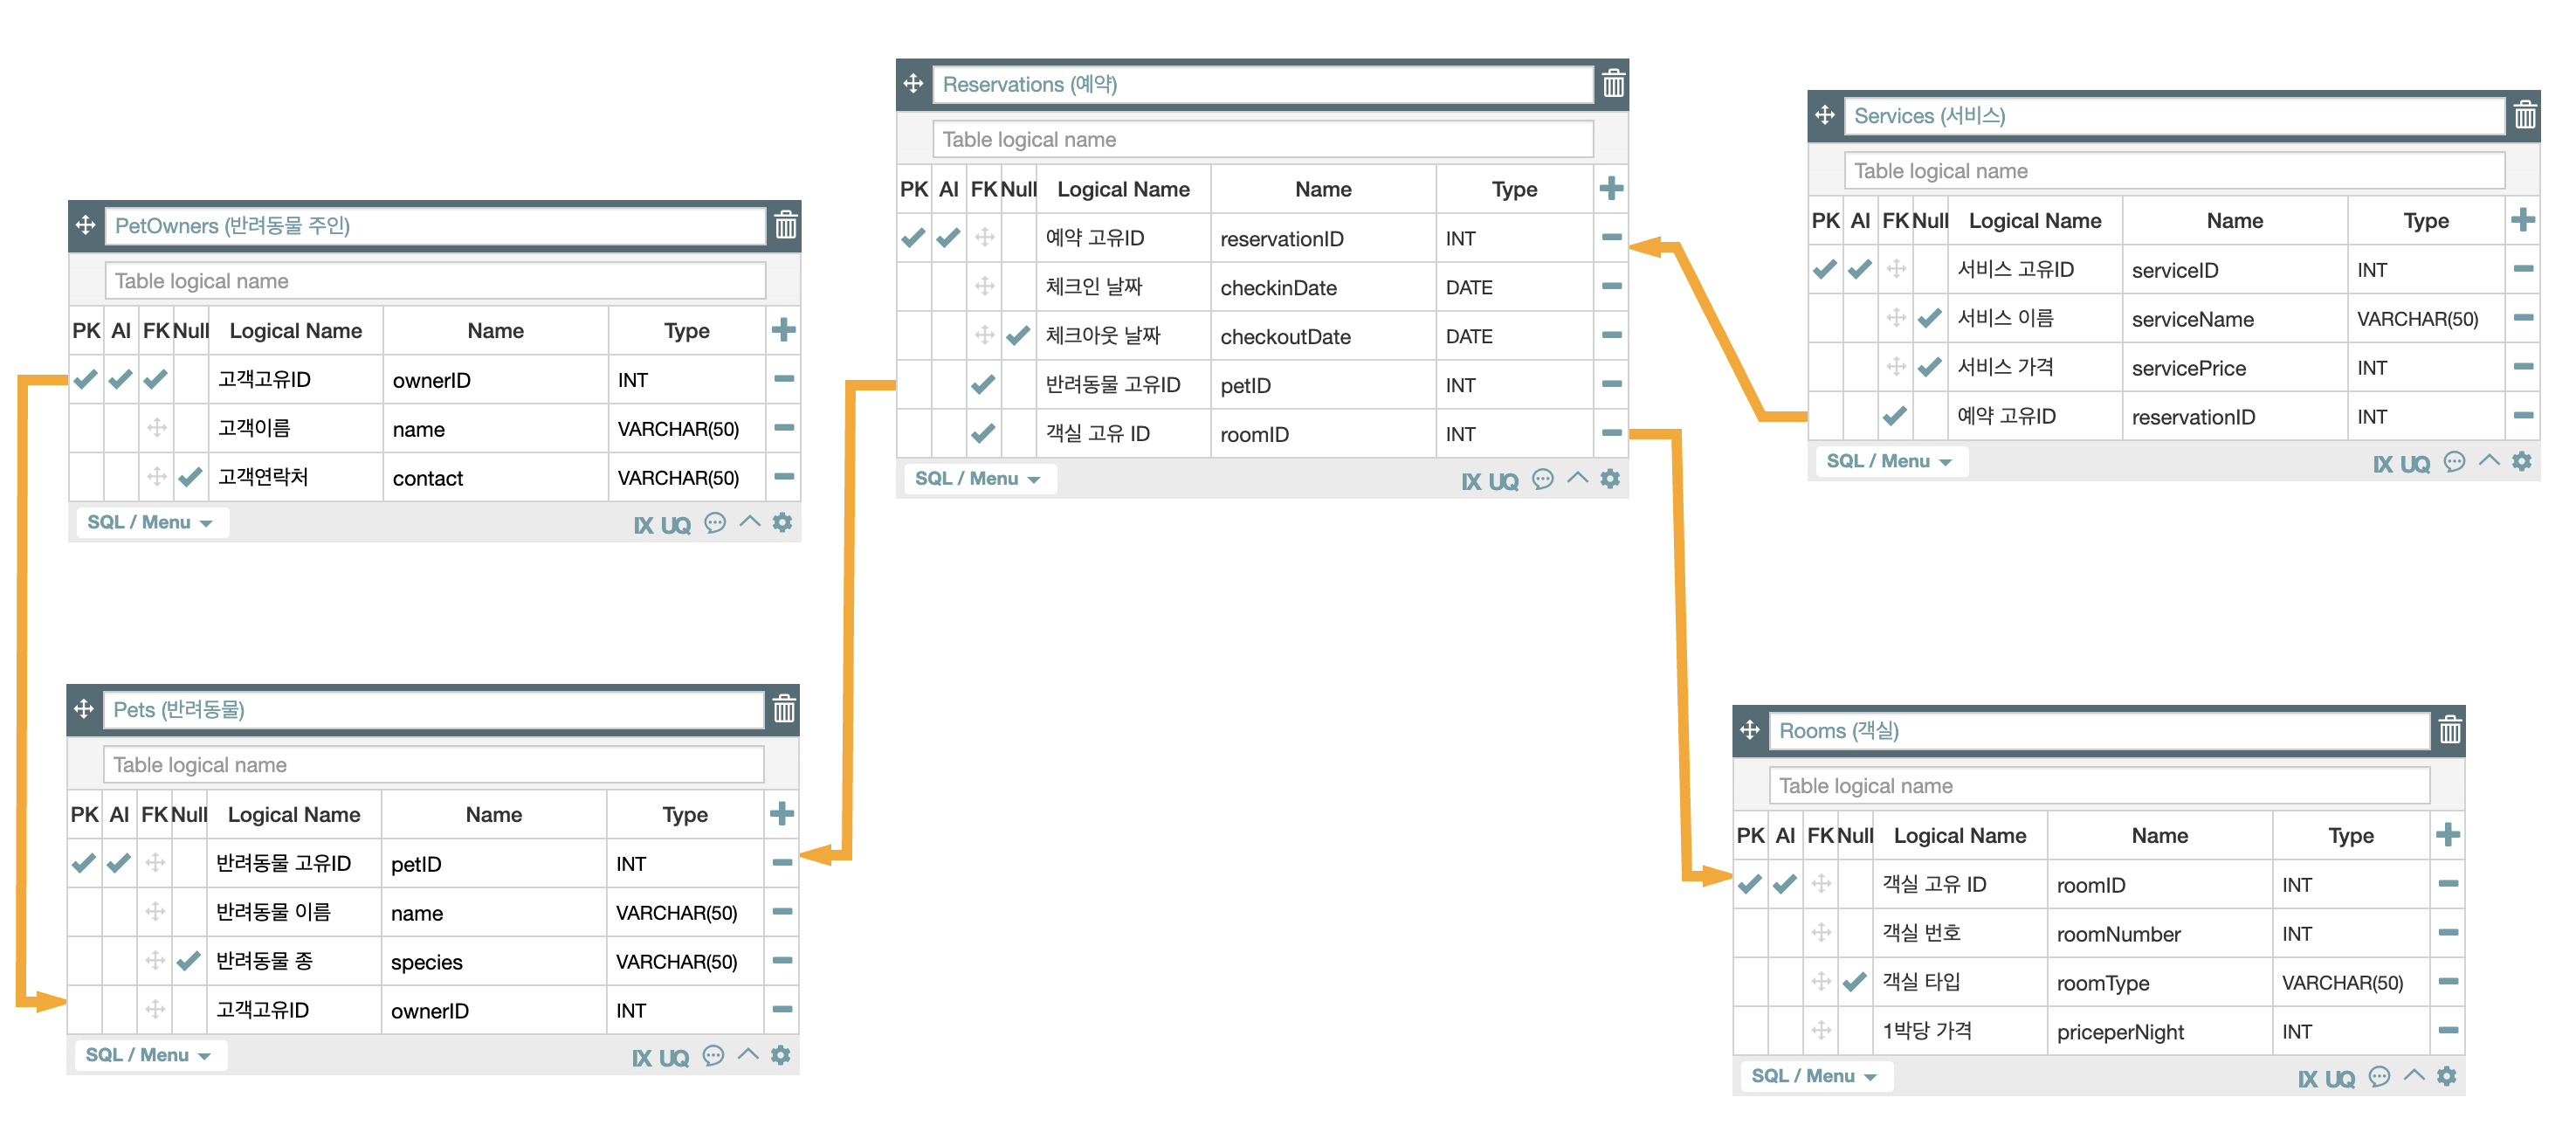 PetOwners (반려동물 주인)
Table logical name
PK AI FK Null Logical Name Name Type
고객고유ID ownerID INT
고객이름 name VARCHAR(50)
고객연락처 contact VARCHAR(50)
SQL / Menu IX UQ
Pets (반려동물)
Table logical name
PK AI FK Null Logical Name Name Type
반려동물 고유ID petID INT
반려동물 이름 name VARCHAR(50)
반려동물 종 species VARCHAR(50)
고객고유ID ownerID INT
SQL / Menu IX UQ
Reservations (예약)
Table logical name
PK AI FK Null Logical Name Name Type
예약 고유ID reservationID INT
체크인 날짜 checkinDate DATE
체크아웃 날짜 checkoutDate DATE
반려동물 고유ID petID INT
객실 고유 ID roomID INT
SQL / Menu IX UQ
Services (서비스)
Table logical name
PK AI FK Null Logical Name Name Type
서비스 고유ID serviceID INT
서비스 이름 serviceName VARCHAR(50)
서비스 가격 servicePrice INT
예약 고유ID reservationID INT
SQL / Menu IX UQ
Rooms (객실)
Table logical name
PK AI FK Null Logical Name Name Type
객실 고유 ID roomID INT
객실 번호 roomNumber INT
객실 타입 roomType VARCHAR(50)
1박당 가격 priceperNight INT
SQL / Menu IX UQ